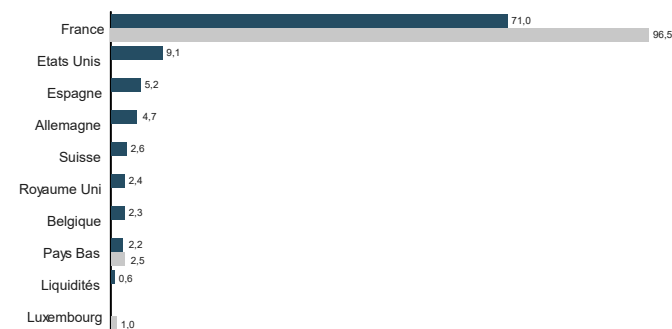 France 71,0
96,5
Etats Unis 9,1
Espagne 5,2
Allemagne 4,7
Suisse 2,6
Royaume Uni 2,4
Belgique 2,3
Pays Bas 2,2
2,5
Liquidités 0,6
Luxembourg 1,0